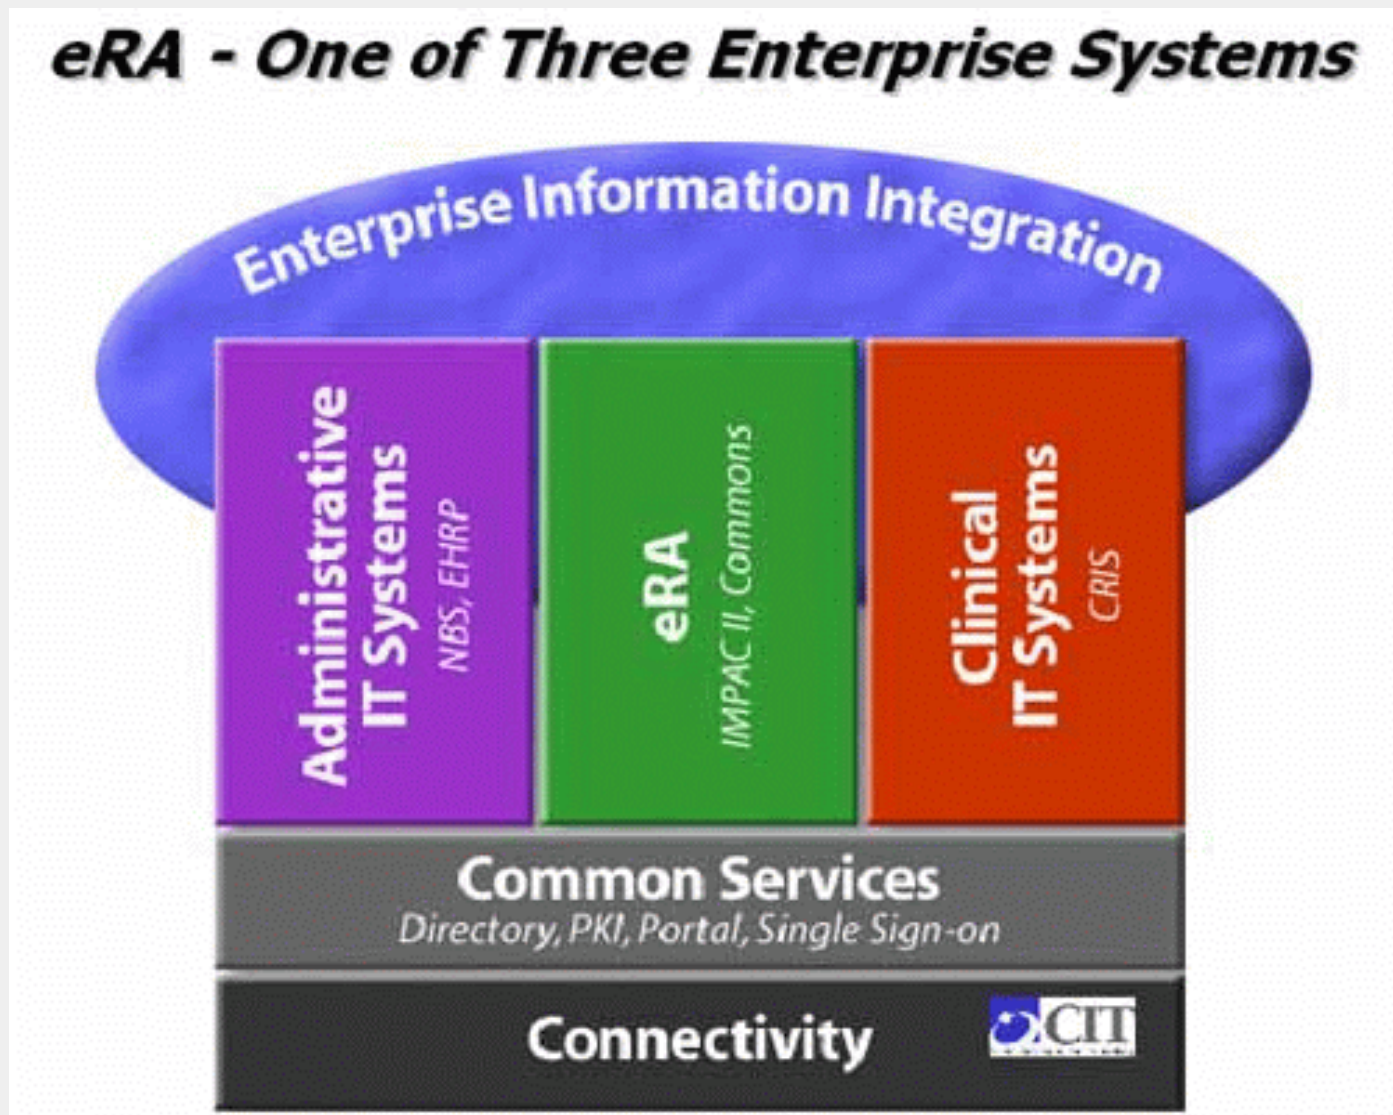 eRA - One of Three Enterprise Systems
Enterprise Information Integration
Administrative
IT Systems
NBS, EHRP
eRA
IMPAC II, Commons
Clinical
IT Systems
CRIS
Common Services
Directory, PKI, Portal, Single Sign-on
Connectivity
CIT